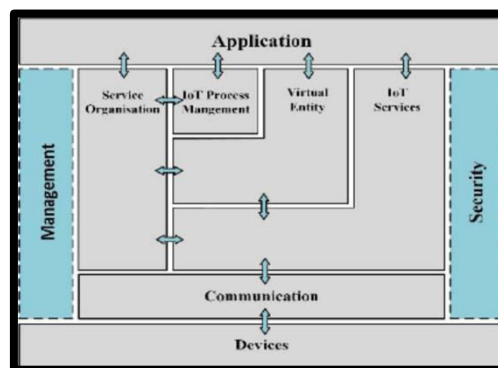 Application
Service
Organisation
IoT Process
Mangement
Virtual
Entity
IoT
Services
Management
Security
Communication
Devices